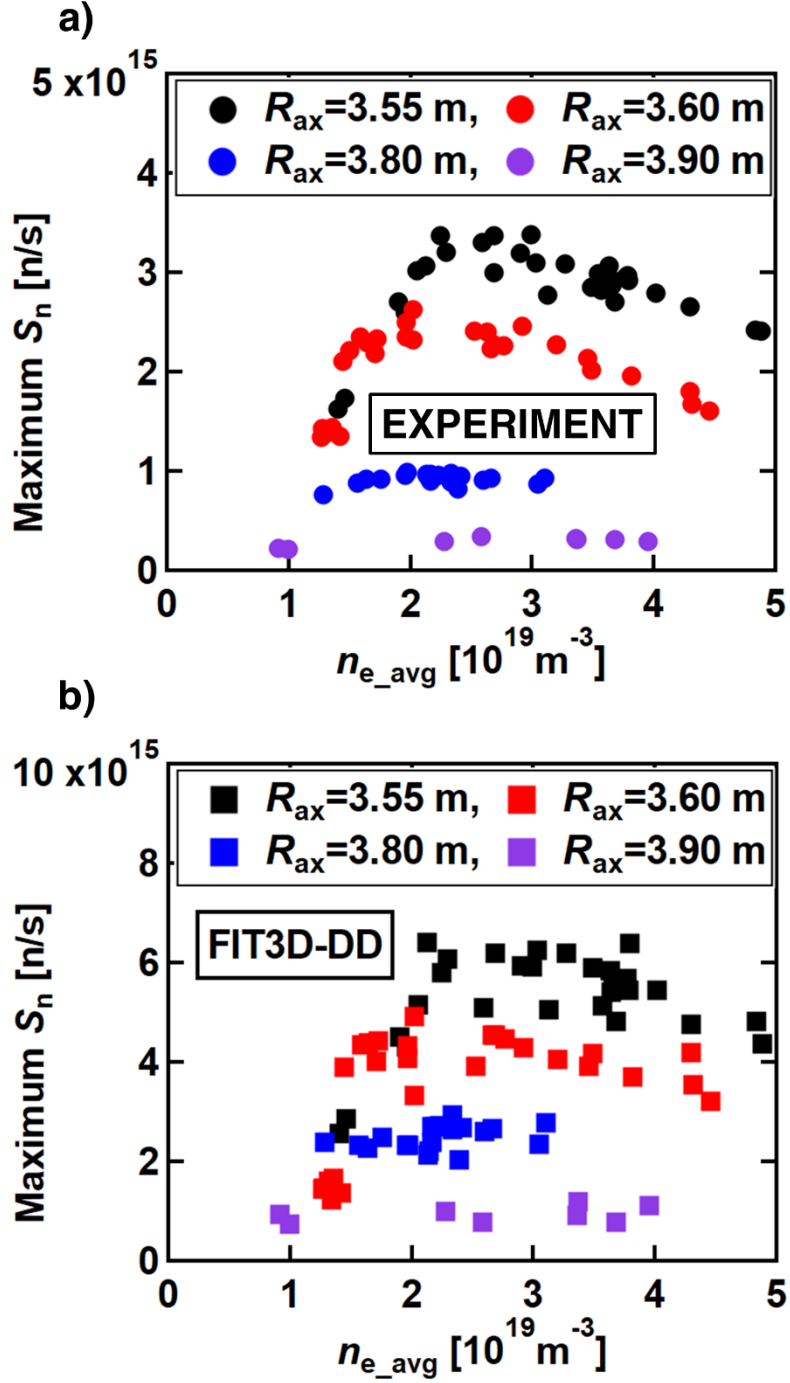 a)
5 x10^15
R_ax=3.55 m, R_ax=3.60 m
R_ax=3.80 m, R_ax=3.90 m
4
3
2
1
0
Maximum S_n [n/s]
EXPERIMENT
0 1 2 3 4 5
n_e_avg [10^19 m^-3]
b)
10 x10^15
R_ax=3.55 m, R_ax=3.60 m
R_ax=3.80 m, R_ax=3.90 m
8
6
4
2
0
Maximum S_n [n/s]
FIT3D-DD
0 1 2 3 4 5
n_e_avg [10^19 m^-3]